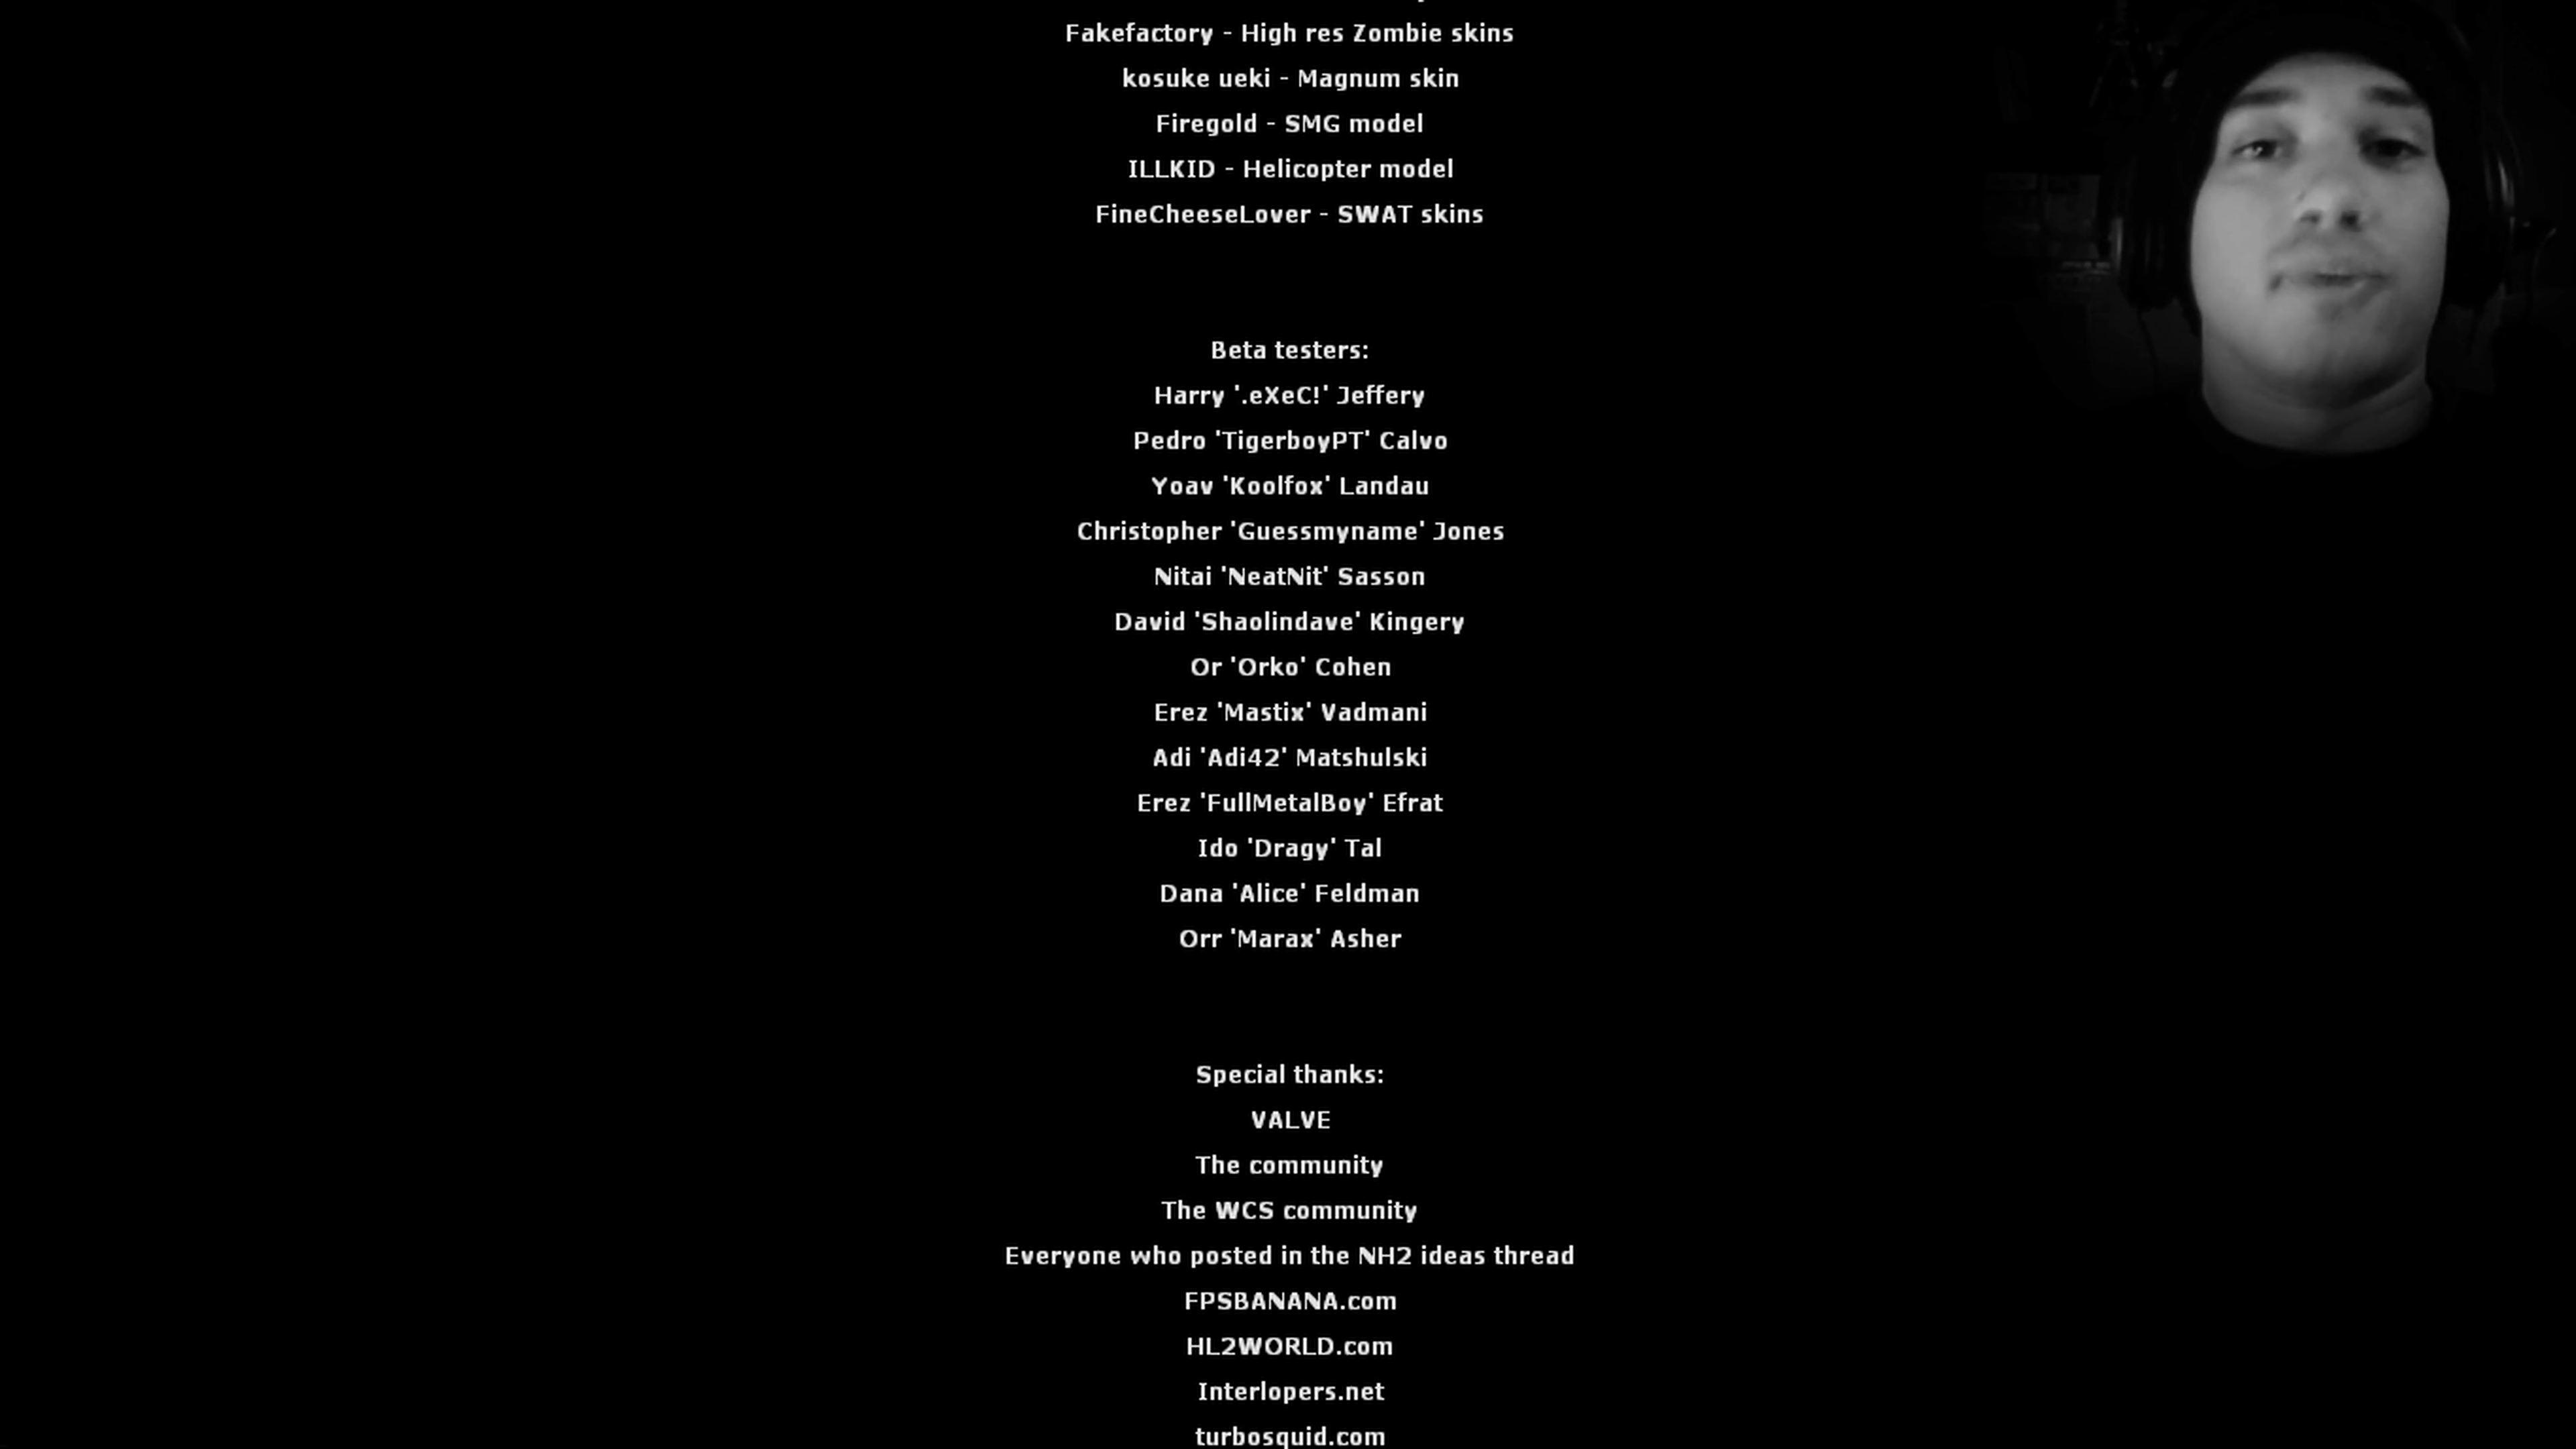 Fakefactory - High res Zombie skins
kosuke ueki - Magnum skin
Firegold - SMG model
ILLKID - Helicopter model
FineCheeseLover - SWAT skins
Beta testers:
Harry '.eXeC!' Jeffery
Pedro 'TigerboyPT' Calvo
Yoav 'Koolfox' Landau
Christopher 'Guessmyname' Jones
Nitai 'NeatNit' Sasson
David 'Shaolindave' Kingery
Or 'Orko' Cohen
Erez 'Mastix' Vadmani
Adi 'Adi42' Matshulski
Erez 'FullMetalBoy' Efrat
Ido 'Dragy' Tal
Dana 'Alice' Feldman
Orr 'Marax' Asher
Special thanks:
VALVE
The community
The WCS community
Everyone who posted in the NH2 ideas thread
FPSBANANA.com
HL2WORLD.com
Interlopers.net
turbosquid.com